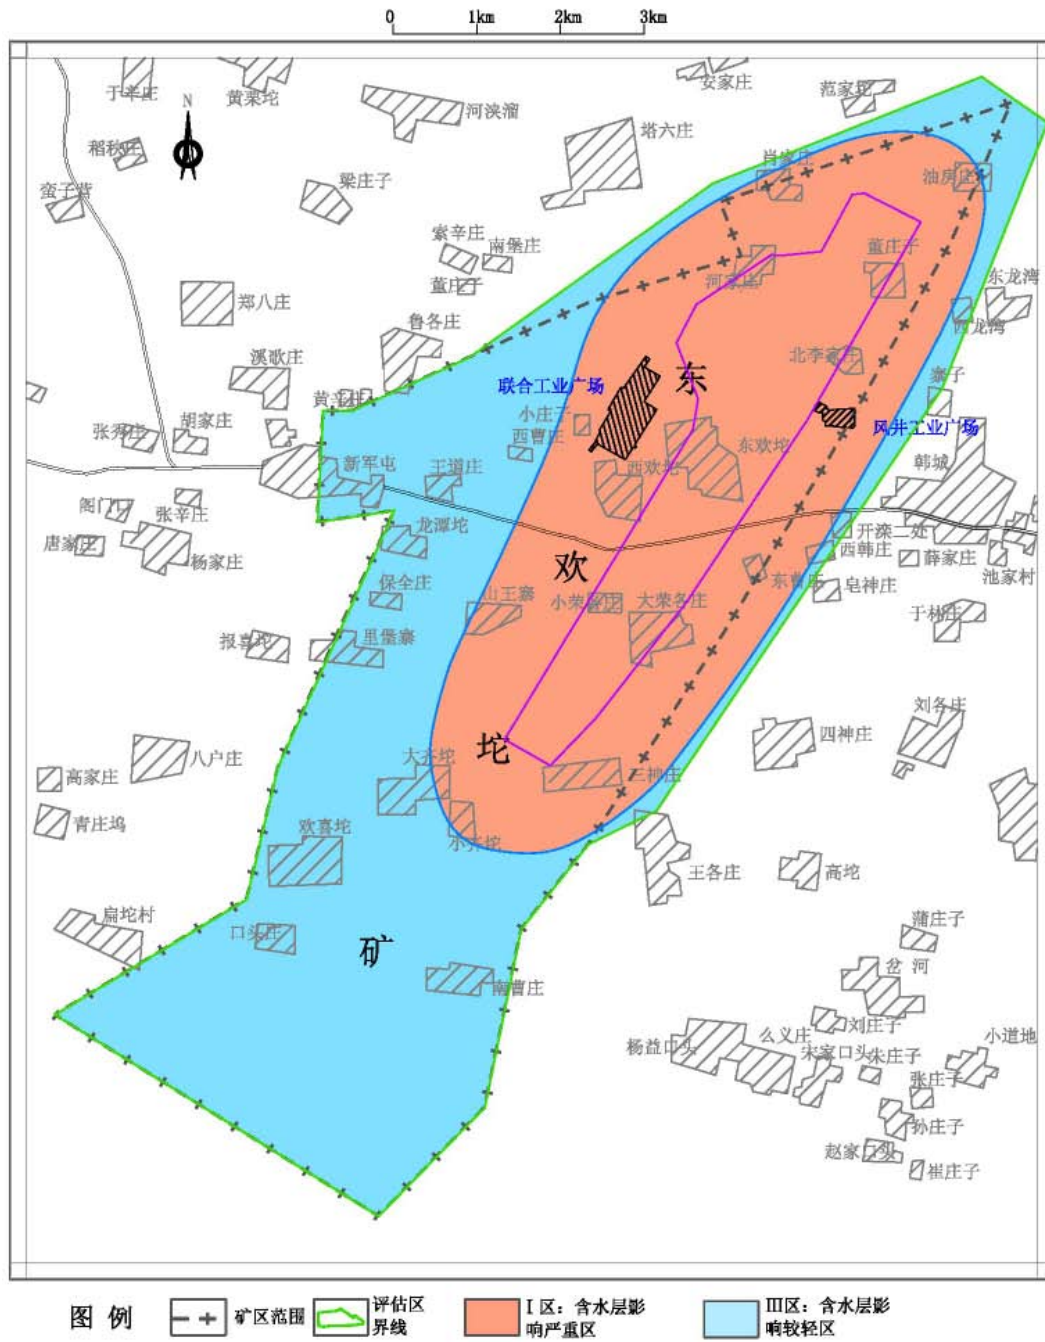 0 1km 2km 3km
于辛庄
黄栗坨
河浃溜
安家庄
范家坨
塔六庄
N
稻秧庄
蛮子营
梁庄子
肖家庄
油房庄
索辛庄
南堡庄
董庄子
河家庄
董庄子
东龙湾
西龙湾
郑八庄
鲁各庄
溪歌庄
北李家庄
寨子
联合工业广场
东
黄辛庄
小庄子
西曹庄
风井工业广场
张秀庄
胡家庄
东欢坨
西欢坨
韩城
新军屯
王道庄
阁门口
张辛庄
龙潭坨
开滦二处
唐家庄
杨家庄
西韩庄
薛家庄
池家村
欢
东曹庄
皂神庄
保全庄
山王寨
小荣各庄
大荣各庄
于林庄
报喜坨
里堡寨
刘各庄
四神庄
坨
八户庄
大齐坨
三神庄
高家庄
青庄坞
欢喜坨
小齐坨
王各庄
高坨
扁坨村
口头庄
矿
南曹庄
蒲庄子
岔 河
刘庄子
么义庄
杨益口头
宋家口头
朱庄子
小道地
张庄子
孙庄子
赵家口头
崔庄子
图 例
矿区范围
评估区
界线
I 区：含水层影
响严重区
III区：含水层影
响较轻区